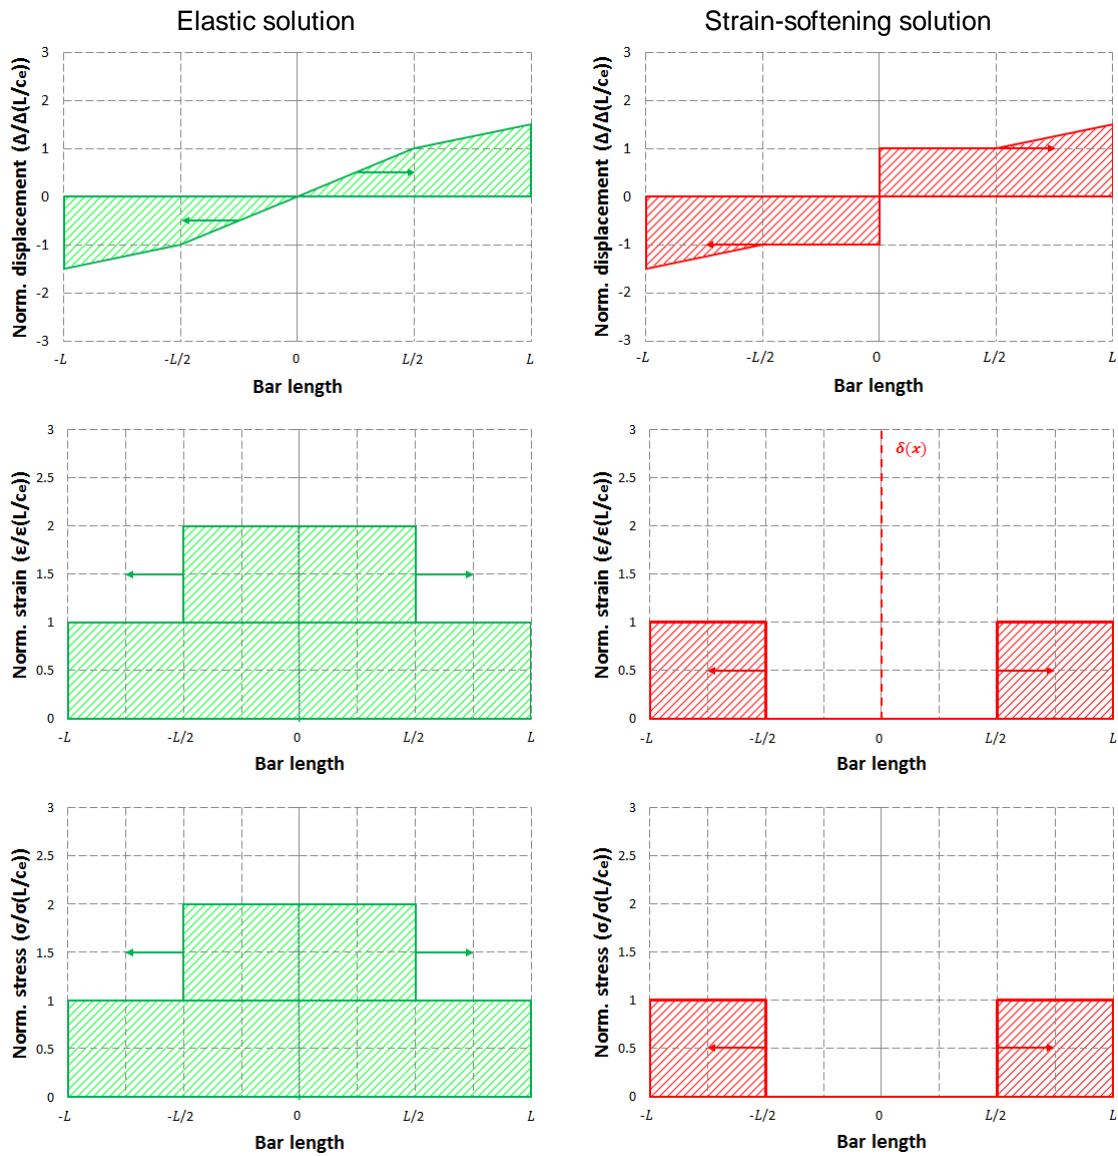 Elastic solution
Strain-softening solution
Norm. displacement (Δ/Δ(L/ce))
3
2
1
0
-1
-2
-3
-L
-L/2
0
L/2
L
Bar length
Norm. displacement (Δ/Δ(L/ce))
3
2
1
0
-1
-2
-3
-L
-L/2
0
L/2
L
Bar length
Norm. strain (ε/ε(L/ce))
3
2.5
2
1.5
1
0.5
0
-L
-L/2
0
L/2
L
Bar length
Norm. strain (ε/ε(L/ce))
3
2.5
2
1.5
1
0.5
0
δ(x)
-L
-L/2
0
L/2
L
Bar length
Norm. stress (σ/σ(L/ce))
3
2.5
2
1.5
1
0.5
0
-L
-L/2
0
L/2
L
Bar length
Norm. stress (σ/σ(L/ce))
3
2.5
2
1.5
1
0.5
0
-L
-L/2
0
L/2
L
Bar length